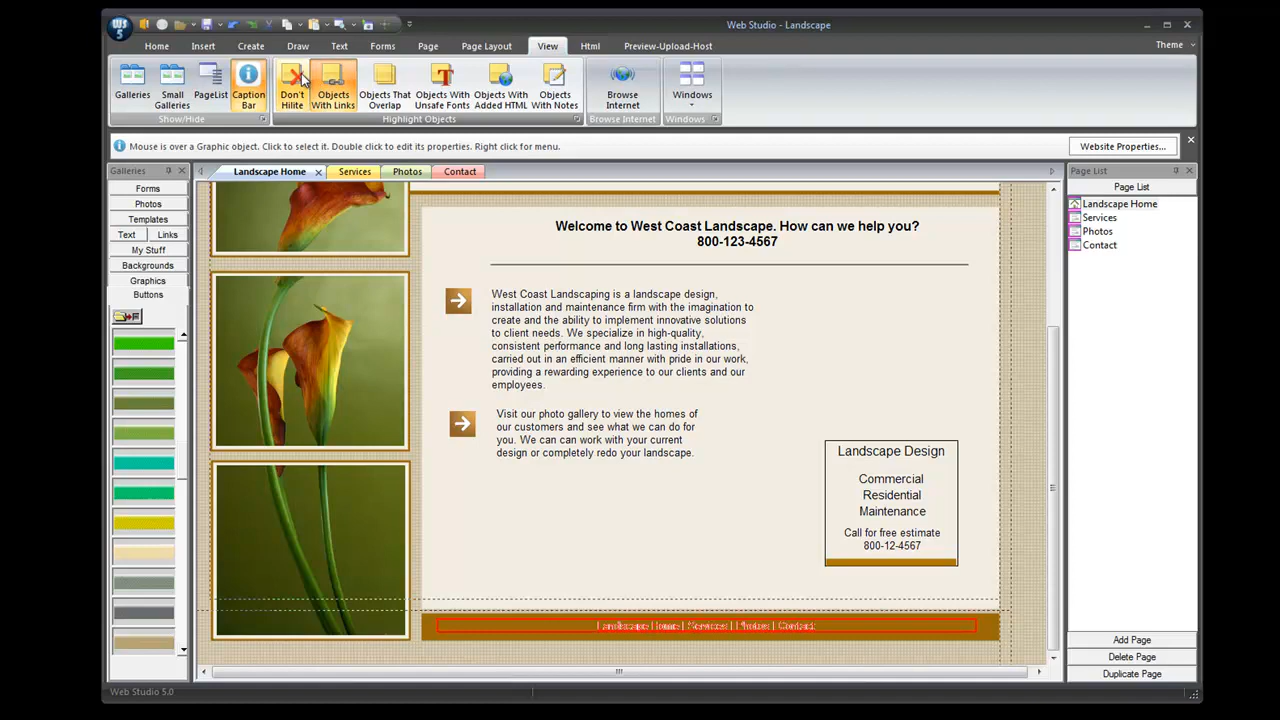 WS
5
Web Studio - Landscape
Home Insert Create Draw Text Forms Page Page Layout View Html Preview-Upload-Host Theme
Galleries
Small Galleries
PageList
Caption Bar
Don't Hilite
Objects With Links
Objects That Overlap
Objects With Unsafe Fonts
Objects With Added HTML
Objects With Notes
Browse Internet
Windows
Show/Hide Highlight Objects Browse Internet Windows
Mouse is over a Graphic object. Click to select it. Double click to edit its properties. Right click for menu.
Website Properties...
Galleries
Landscape Home Services Photos Contact
Page List
Forms
Photos
Templates
Text Links
My Stuff
Backgrounds
Graphics
Buttons
Welcome to West Coast Landscape. How can we help you?
800-123-4567
West Coast Landscaping is a landscape design,
installation and maintenance firm with the imagination to
create and the ability to implement innovative solutions
to client needs. We specialize in high-quality,
consistent performance and long lasting installations,
carried out in an efficient manner with pride in our work,
providing a rewarding experience to our clients and our
employees.
Visit our photo gallery to view the homes of
our customers and see what we can do for
you. We can can work with your current
design or completely redo your landscape.
Landscape Design
Commercial
Residential
Maintenance
Call for free estimate
800-12-4567
Landscape Home | Services | Photos | Contact
Page List
Landscape Home
Services
Photos
Contact
Add Page
Delete Page
Duplicate Page
Web Studio 5.0